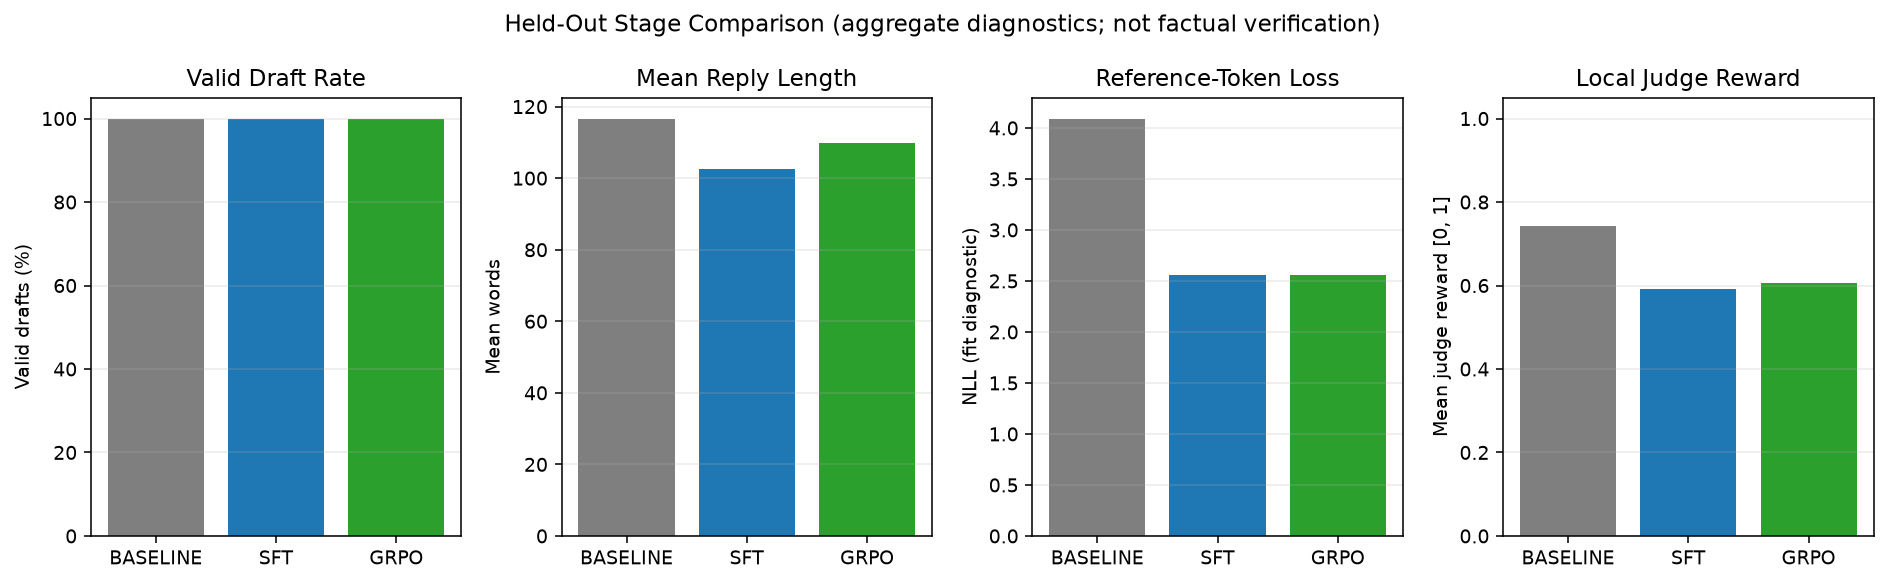 Held-Out Stage Comparison (aggregate diagnostics; not factual verification)
Valid Draft Rate
Valid drafts (%)
100
80
60
40
20
0
BASELINE SFT GRPO
Mean Reply Length
Mean words
120
100
80
60
40
20
0
BASELINE SFT GRPO
Reference-Token Loss
NLL (fit diagnostic)
4.0
3.5
3.0
2.5
2.0
1.5
1.0
0.5
0.0
BASELINE SFT GRPO
Local Judge Reward
Mean judge reward [0, 1]
1.0
0.8
0.6
0.4
0.2
0.0
BASELINE SFT GRPO